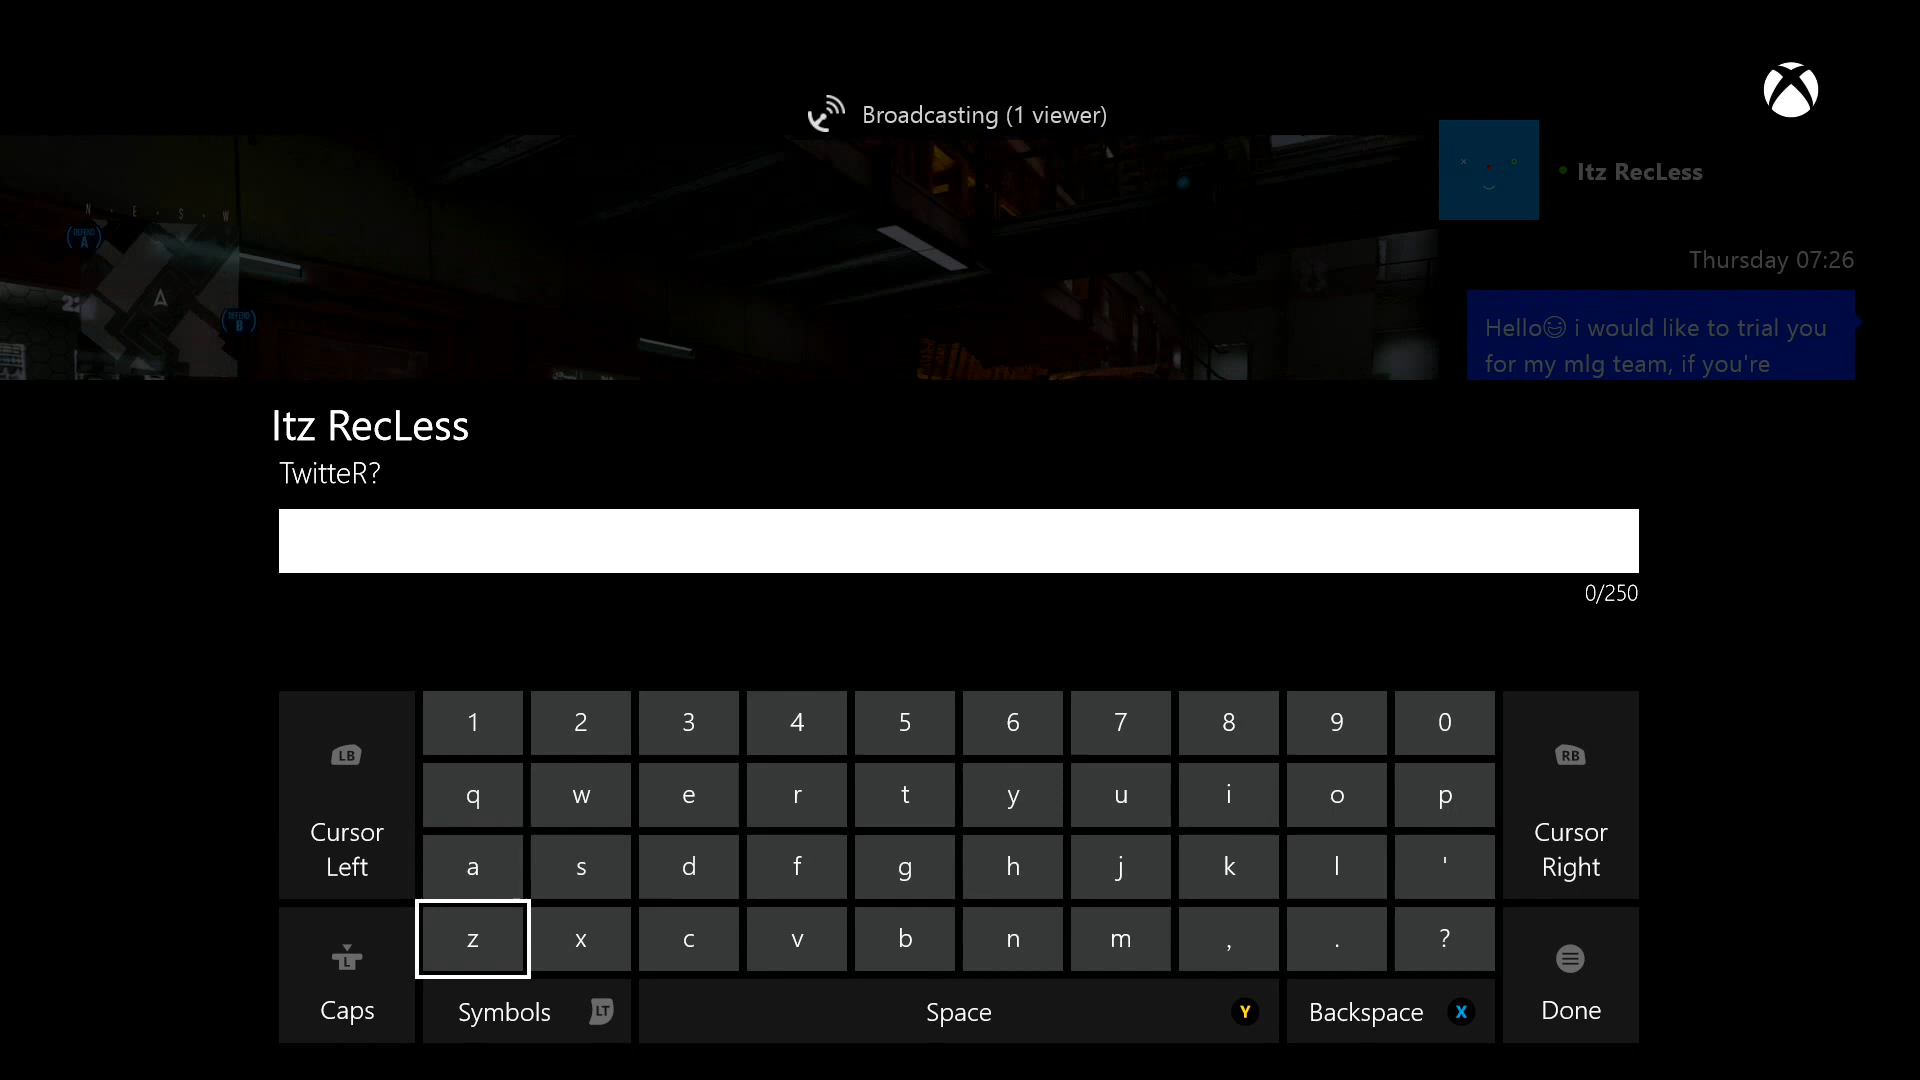 Broadcasting (1 viewer)
Itz RecLess
N · E · S · W
DEFEND
A
DEFEND
B
Thursday 07:26
Hello😄 i would like to trial you
for my mlg team, if you're
Itz RecLess
TwitteR?
0/250
LB
Cursor
Left
1 2 3 4 5 6 7 8 9 0
q w e r t y u i o p
a s d f g h j k l '
z x c v b n m , . ?
RB
Cursor
Right
L
Caps
Symbols LT
Space Y
Backspace X
Done